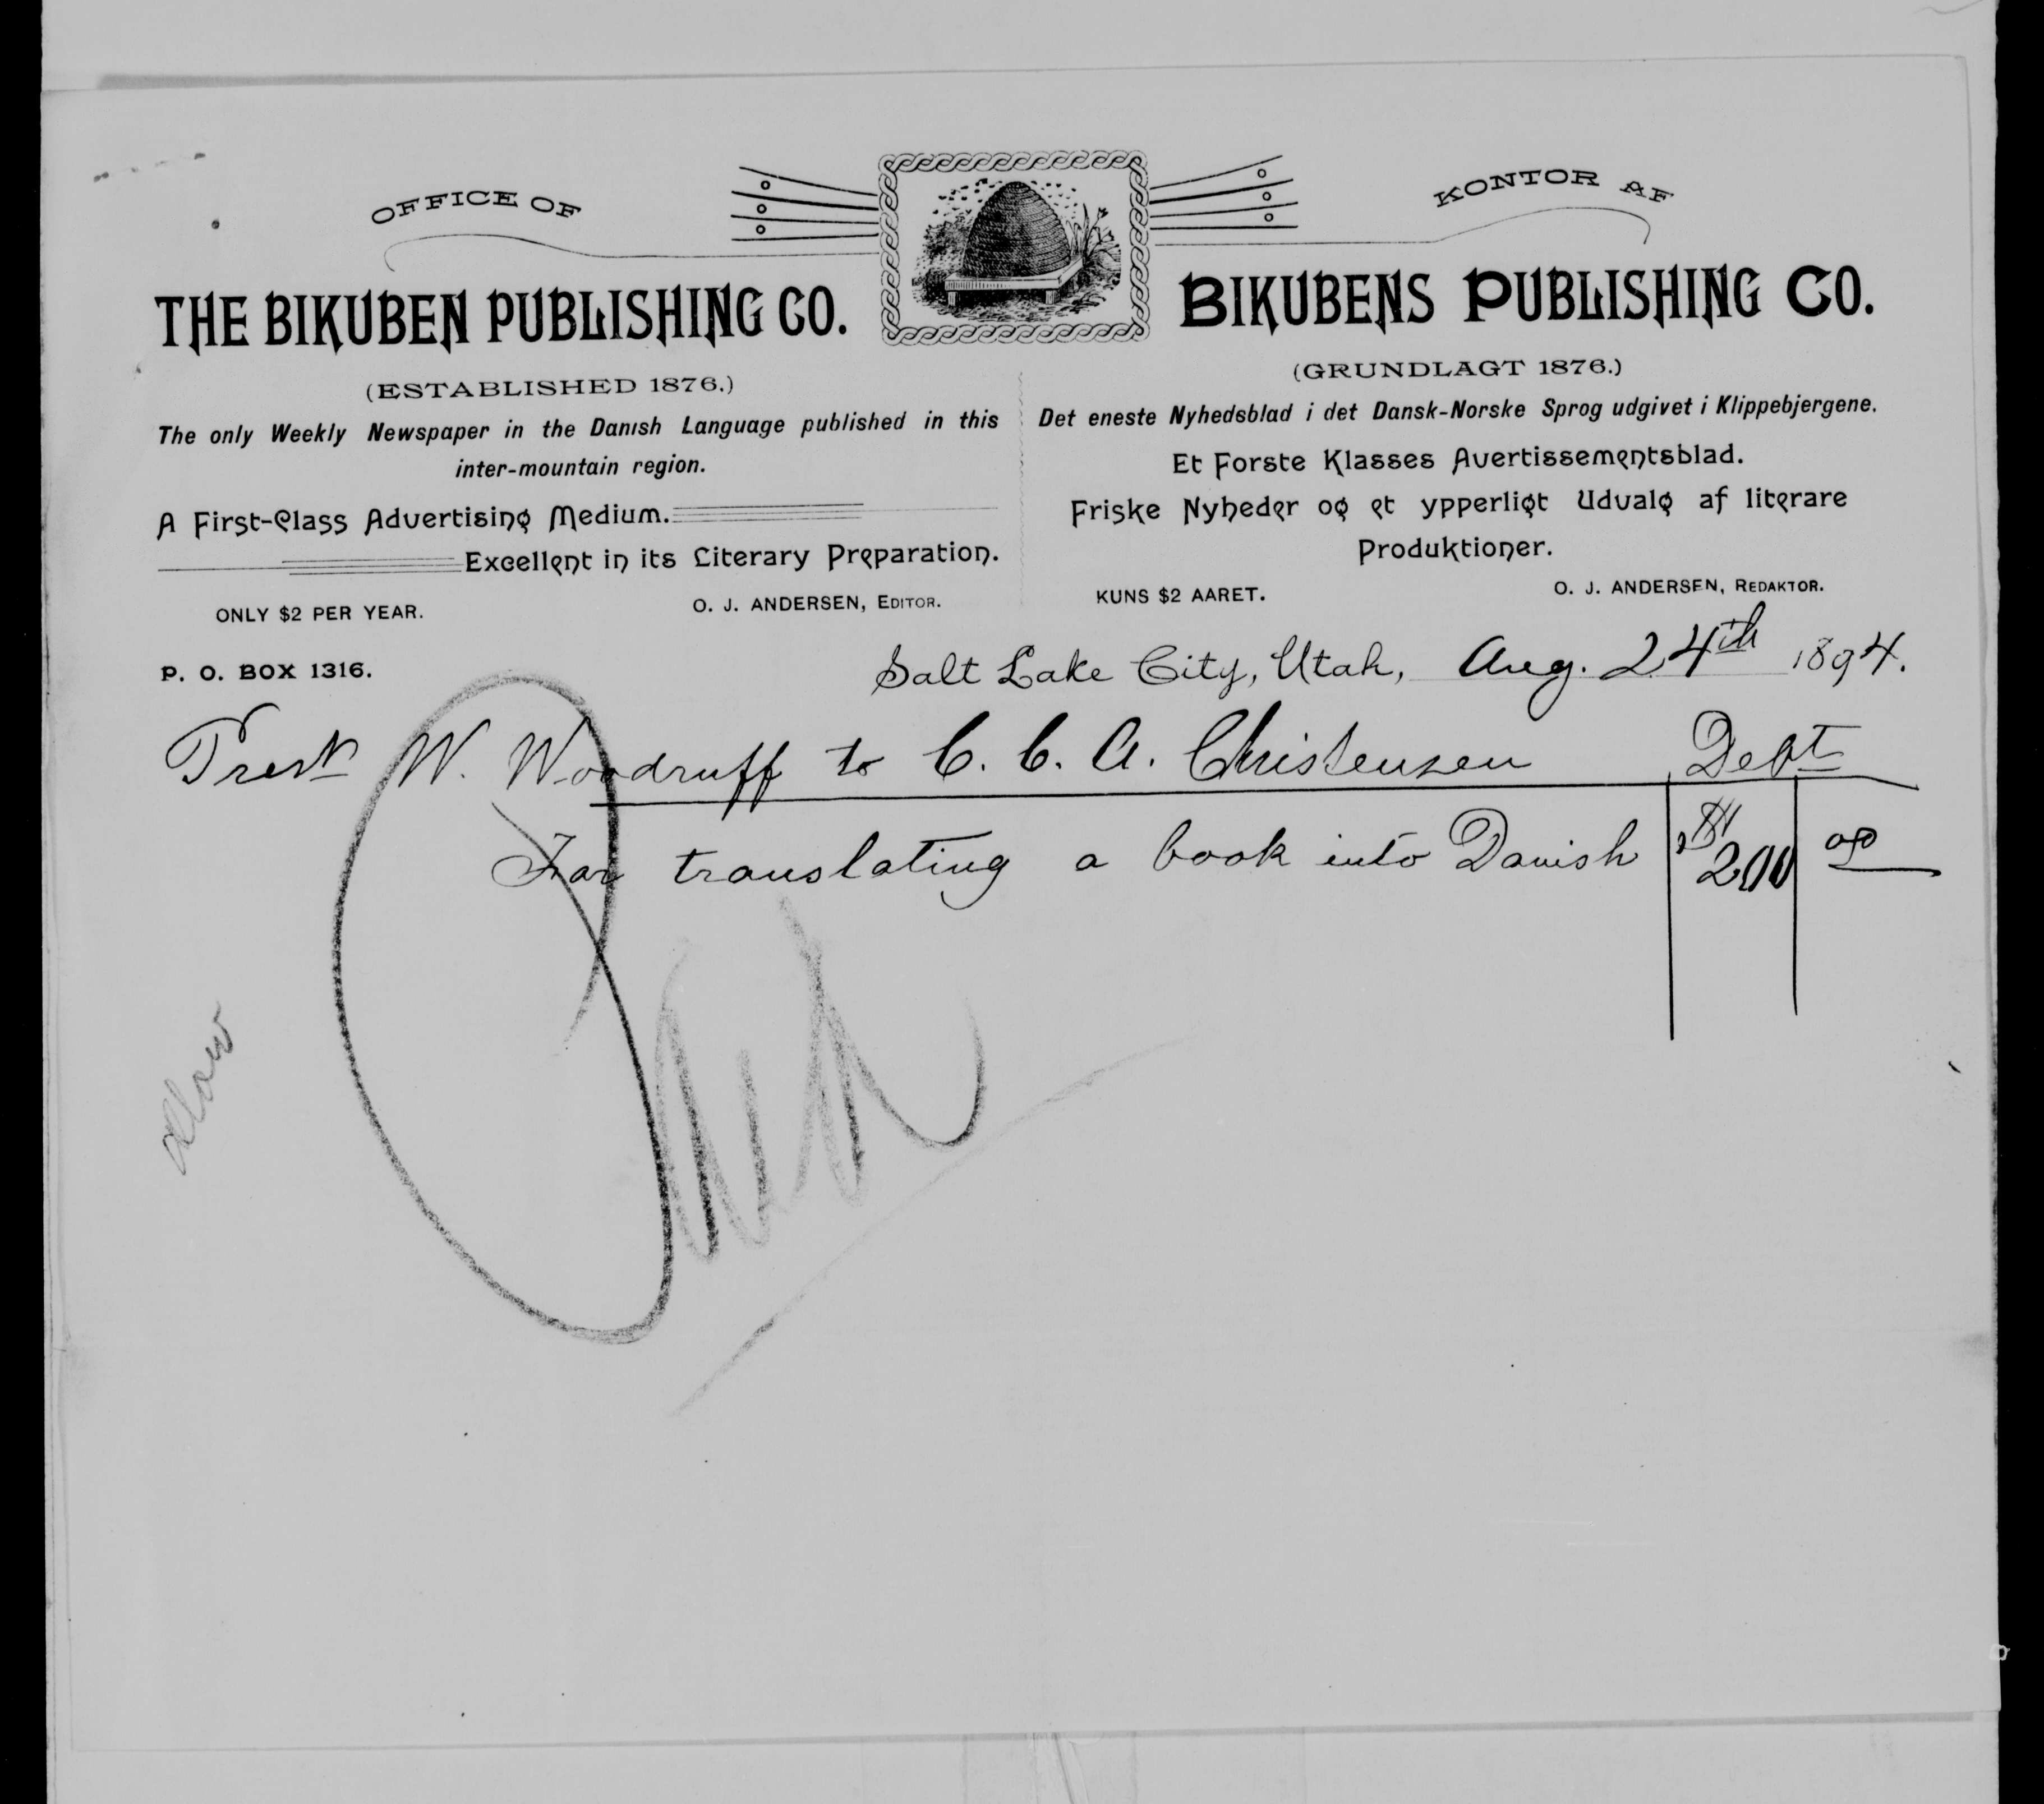 OFFICE OF
THE BIKUBEN PUBLISHING CO.
(ESTABLISHED 1876.)
The only Weekly Newspaper in the Danish Language published in this
inter-mountain region.
A First-Class Advertising Medium.
Excellent in its Literary Preparation.
ONLY $2 PER YEAR.
O. J. ANDERSEN, EDITOR.
KONTOR AF
BIKUBENS PUBLISHING CO.
(GRUNDLAGT 1876.)
Det eneste Nyhedsblad i det Dansk-Norske Sprog udgivet i Klippebjergene.
Et Forste Klasses Avertissementsblad.
Friske Nyheder og et ypperligt Udvalg af literare
Produktioner.
KUNS $2 AARET.
O. J. ANDERSEN, REDAKTOR.
P. O. BOX 1316.
Salt Lake City, Utah, Aug. 24th 1894.
Prest W. Woodruff to C. C. A. Christensen Debt
For translating a book into Danish $200 00
Paid
allow